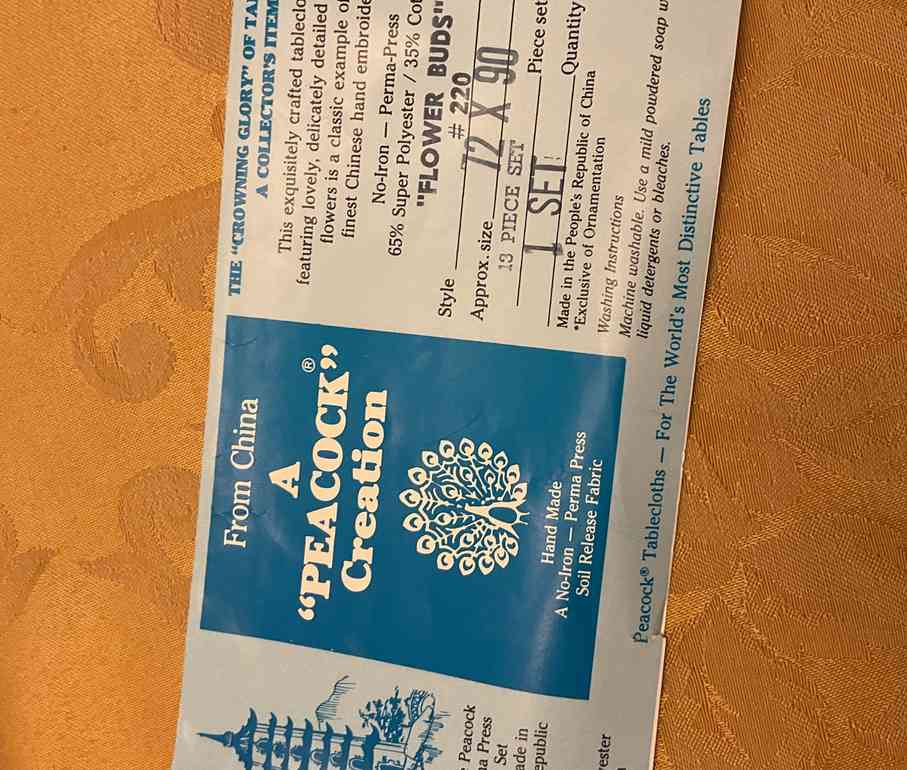 Peacock
Press
Set
in
From China
A
“PEACOCK”®
Creation
Hand Made
A No-Iron — Perma Press
Soil Release Fabric
THE “CROWNING GLORY” OF
A COLLECTOR'S ITEM
This exquisitely crafted
featuring lovely, delicately detailed
flowers is a classic example
finest Chinese hand
No-Iron — Perma-Press
65% Super Polyester / 35%
"FLOWER BUDS"
Style # 220
Approx. size 72 X 90
13 PIECE SET Piece set
1 SET Quantity
Made in the People's Republic of China
*Exclusive of Ornamentation
Washing Instructions
Machine washable. Use a mild powdered soap
liquid detergents or bleaches.
Peacock® Tablecloths — For The World's Most Distinctive Tables